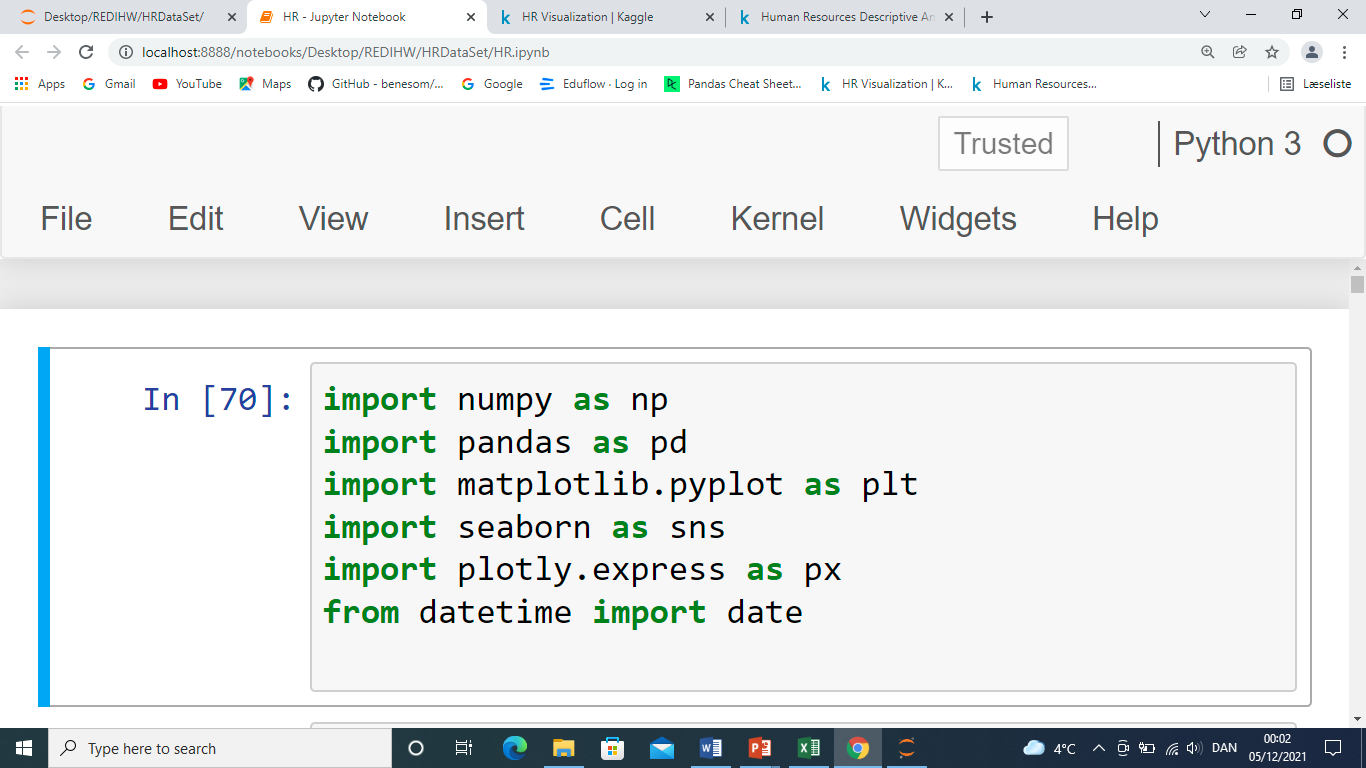 Desktop/REDIHW/HRDataSet/
HR - Jupyter Notebook
HR Visualization | Kaggle
Human Resources Descriptive An
localhost:8888/notebooks/Desktop/REDIHW/HRDataSet/HR.ipynb
Apps Gmail YouTube Maps GitHub - benesom/... Google Eduflow · Log in Pandas Cheat Sheet... HR Visualization | K... Human Resources... Læseliste
Trusted Python 3
File Edit View Insert Cell Kernel Widgets Help
In [70]: import numpy as np
import pandas as pd
import matplotlib.pyplot as plt
import seaborn as sns
import plotly.express as px
from datetime import date
Type here to search
4°C
DAN
00:02
05/12/2021